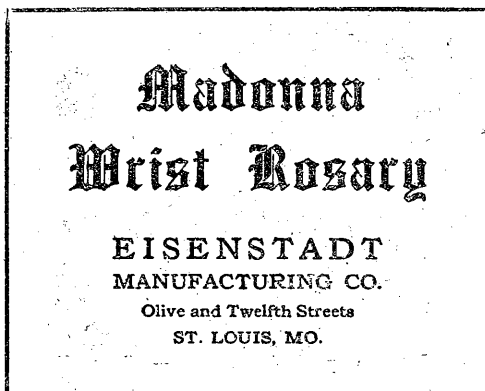 Madonna
Wrist Rosary
EISENSTADT
MANUFACTURING CO.
Olive and Twelfth Streets
ST. LOUIS, MO.